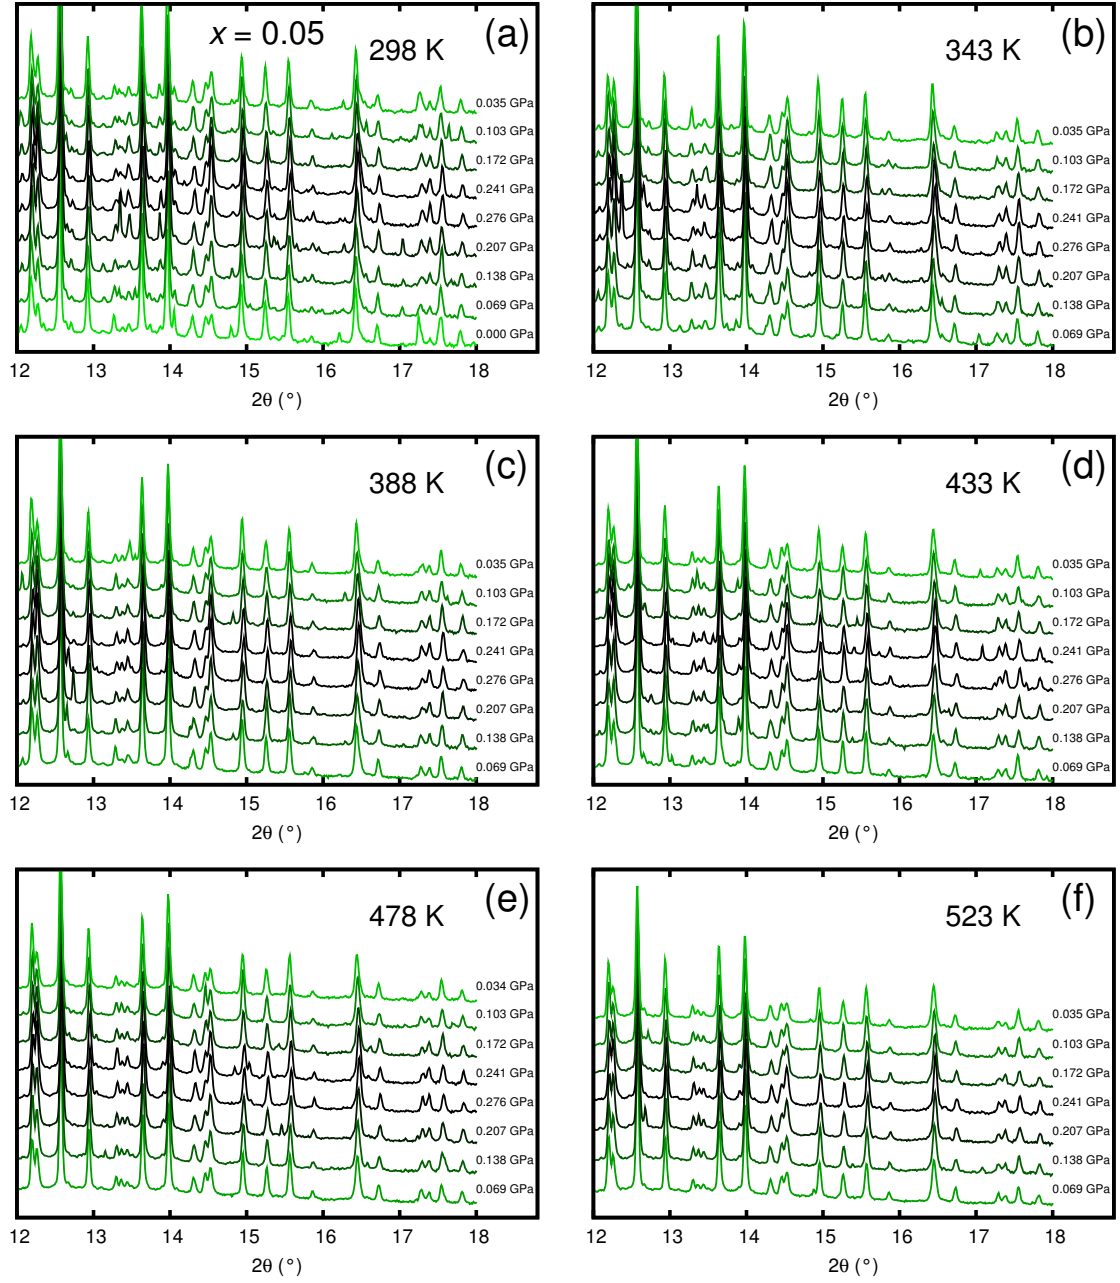 x = 0.05
298 K
(a)
0.035 GPa
0.103 GPa
0.172 GPa
0.241 GPa
0.276 GPa
0.207 GPa
0.138 GPa
0.069 GPa
0.000 GPa
12 13 14 15 16 17 18
2θ (°)
343 K
(b)
0.035 GPa
0.103 GPa
0.172 GPa
0.241 GPa
0.276 GPa
0.207 GPa
0.138 GPa
0.069 GPa
12 13 14 15 16 17 18
2θ (°)
388 K
(c)
0.035 GPa
0.103 GPa
0.172 GPa
0.241 GPa
0.276 GPa
0.207 GPa
0.138 GPa
0.069 GPa
12 13 14 15 16 17 18
2θ (°)
433 K
(d)
0.035 GPa
0.103 GPa
0.172 GPa
0.241 GPa
0.276 GPa
0.207 GPa
0.138 GPa
0.069 GPa
12 13 14 15 16 17 18
2θ (°)
478 K
(e)
0.034 GPa
0.103 GPa
0.172 GPa
0.241 GPa
0.276 GPa
0.207 GPa
0.138 GPa
0.069 GPa
12 13 14 15 16 17 18
2θ (°)
523 K
(f)
0.035 GPa
0.103 GPa
0.172 GPa
0.241 GPa
0.276 GPa
0.207 GPa
0.138 GPa
0.069 GPa
12 13 14 15 16 17 18
2θ (°)